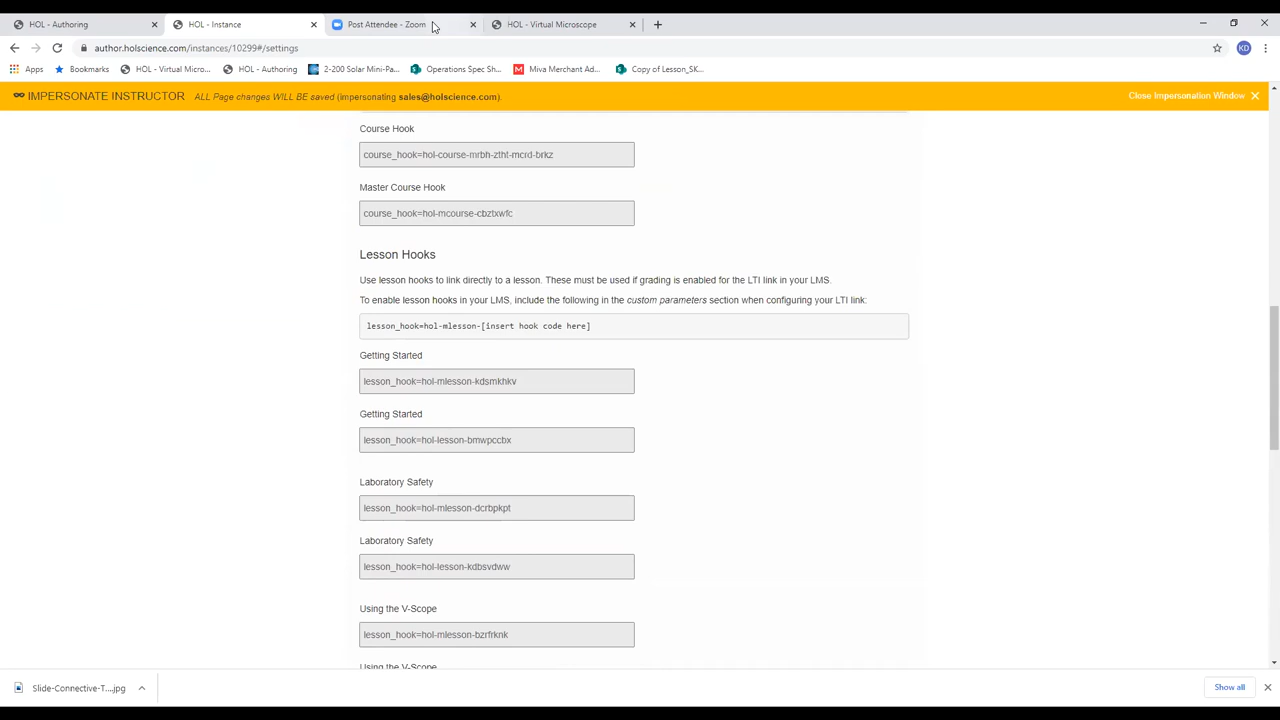 HOL - Authoring
HOL - Instance
Post Attendee - Zoom
HOL - Virtual Microscope
author.holscience.com/instances/10299#/settings
KD
Apps
Bookmarks
HOL - Virtual Micro...
HOL - Authoring
2-200 Solar Mini-Pa...
Operations Spec Sh...
Miva Merchant Ad...
Copy of Lesson_SK...
IMPERSONATE INSTRUCTOR ALL Page changes WILL BE saved (impersonating sales@holscience.com).
Close Impersonation Window
Course Hook
course_hook=hol-course-mrbh-ztht-mcrd-brkz
Master Course Hook
course_hook=hol-mcourse-cbztxwfc
Lesson Hooks
Use lesson hooks to link directly to a lesson. These must be used if grading is enabled for the LTI link in your LMS.
To enable lesson hooks in your LMS, include the following in the custom parameters section when configuring your LTI link:
lesson_hook=hol-mlesson-[insert hook code here]
Getting Started
lesson_hook=hol-mlesson-kdsmkhkv
Getting Started
lesson_hook=hol-lesson-bmwpccbx
Laboratory Safety
lesson_hook=hol-mlesson-dcrbpkpt
Laboratory Safety
lesson_hook=hol-lesson-kdbsvdww
Using the V-Scope
lesson_hook=hol-mlesson-bzrfrknk
Using the V-Scope
Slide-Connective-T....jpg
Show all